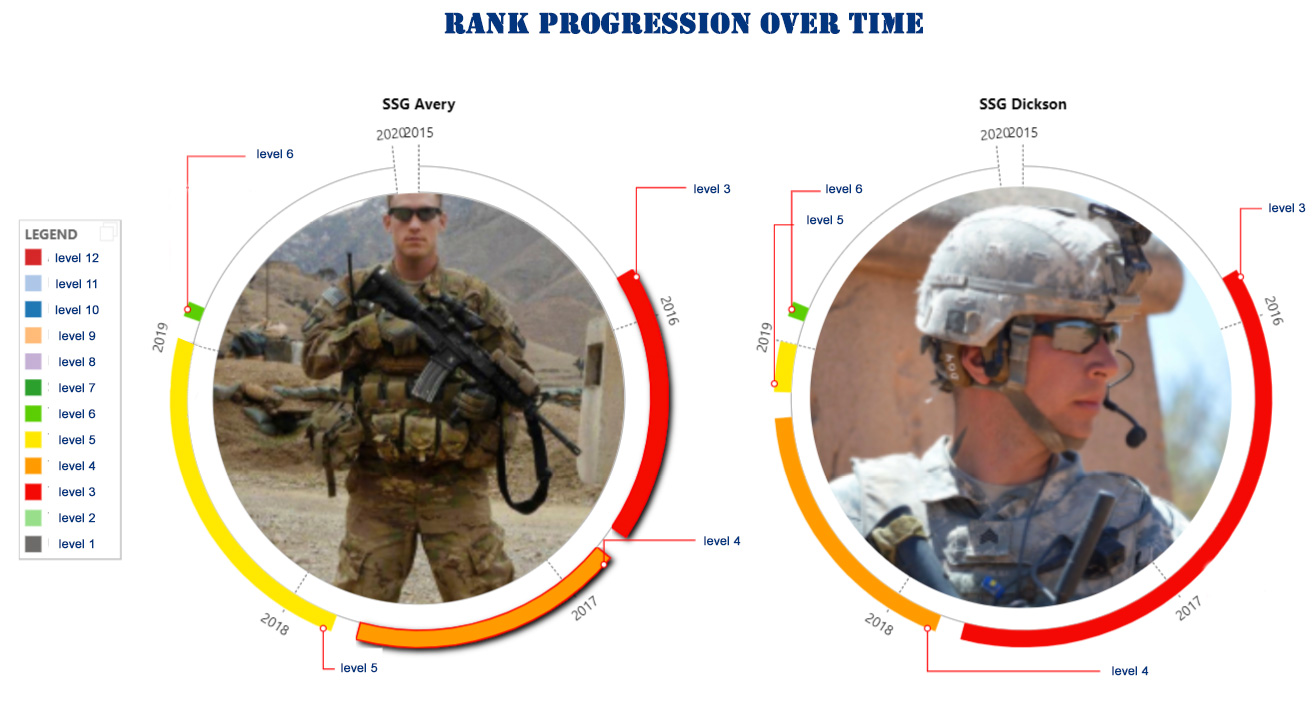 RANK PROGRESSION OVER TIME
SSG Avery
SSG Dickson
2020 2015
2020 2015
level 6
level 3
level 6
level 5
level 3
LEGEND
level 12
level 11
level 10
level 9
level 8
level 7
level 6
level 5
level 4
level 3
level 2
level 1
2019
2016
2019
2016
level 4
2018
2017
2018
2017
level 5
level 4